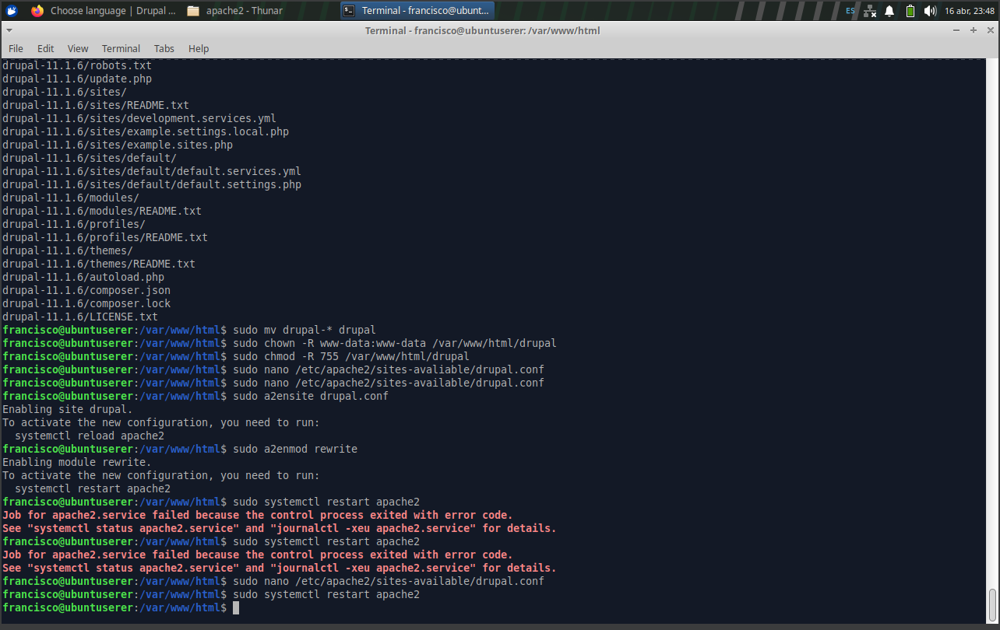 Choose language | Drupal ...
apache2 - Thunar
Terminal - francisco@ubunt...
ES
16 abr, 23:48
Terminal - francisco@ubuntuserer: /var/www/html
File Edit View Terminal Tabs Help
drupal-11.1.6/robots.txt
drupal-11.1.6/update.php
drupal-11.1.6/sites/
drupal-11.1.6/sites/README.txt
drupal-11.1.6/sites/development.services.yml
drupal-11.1.6/sites/example.settings.local.php
drupal-11.1.6/sites/example.sites.php
drupal-11.1.6/sites/default/
drupal-11.1.6/sites/default/default.services.yml
drupal-11.1.6/sites/default/default.settings.php
drupal-11.1.6/modules/
drupal-11.1.6/modules/README.txt
drupal-11.1.6/profiles/
drupal-11.1.6/profiles/README.txt
drupal-11.1.6/themes/
drupal-11.1.6/themes/README.txt
drupal-11.1.6/autoload.php
drupal-11.1.6/composer.json
drupal-11.1.6/composer.lock
drupal-11.1.6/LICENSE.txt
francisco@ubuntuserer:/var/www/html$ sudo mv drupal-* drupal
francisco@ubuntuserer:/var/www/html$ sudo chown -R www-data:www-data /var/www/html/drupal
francisco@ubuntuserer:/var/www/html$ sudo chmod -R 755 /var/www/html/drupal
francisco@ubuntuserer:/var/www/html$ sudo nano /etc/apache2/sites-avaliable/drupal.conf
francisco@ubuntuserer:/var/www/html$ sudo nano /etc/apache2/sites-available/drupal.conf
francisco@ubuntuserer:/var/www/html$ sudo a2ensite drupal.conf
Enabling site drupal.
To activate the new configuration, you need to run:
  systemctl reload apache2
francisco@ubuntuserer:/var/www/html$ sudo a2enmod rewrite
Enabling module rewrite.
To activate the new configuration, you need to run:
  systemctl restart apache2
francisco@ubuntuserer:/var/www/html$ sudo systemctl restart apache2
Job for apache2.service failed because the control process exited with error code.
See "systemctl status apache2.service" and "journalctl -xeu apache2.service" for details.
francisco@ubuntuserer:/var/www/html$ sudo systemctl restart apache2
Job for apache2.service failed because the control process exited with error code.
See "systemctl status apache2.service" and "journalctl -xeu apache2.service" for details.
francisco@ubuntuserer:/var/www/html$ sudo nano /etc/apache2/sites-available/drupal.conf
francisco@ubuntuserer:/var/www/html$ sudo systemctl restart apache2
francisco@ubuntuserer:/var/www/html$